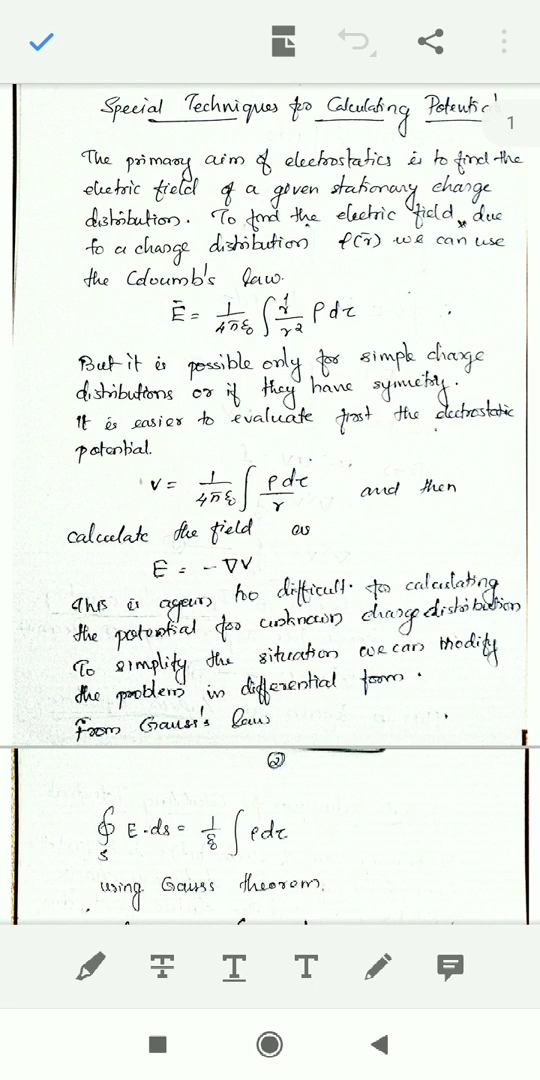 Special Techniques for Calculating Potential
1
The primary aim of electrostatics is to find the
electric field of a given stationary charge
distribution. To find the electric field, due
to a charge distribution ρ(r̄) we can use
the Coloumb's law.
Ē = 1/4πε₀ ∫ r̂/r² ρdτ
But it is possible only for simple charge
distributions or if they have symmetry.
It is easier to evaluate first the electrostatic
potential.
V = 1/4πε₀ ∫ ρdτ/r and then
calculate the field as
E = -∇V
This is again too difficult for calculating
the potential for unknown charge distribution
To simplify the situation we can modify
the problem in differential form.
From Gauss's law
②
∮S E·ds = 1/ε₀ ∫ ρdτ
using Gauss theorem.
T T T